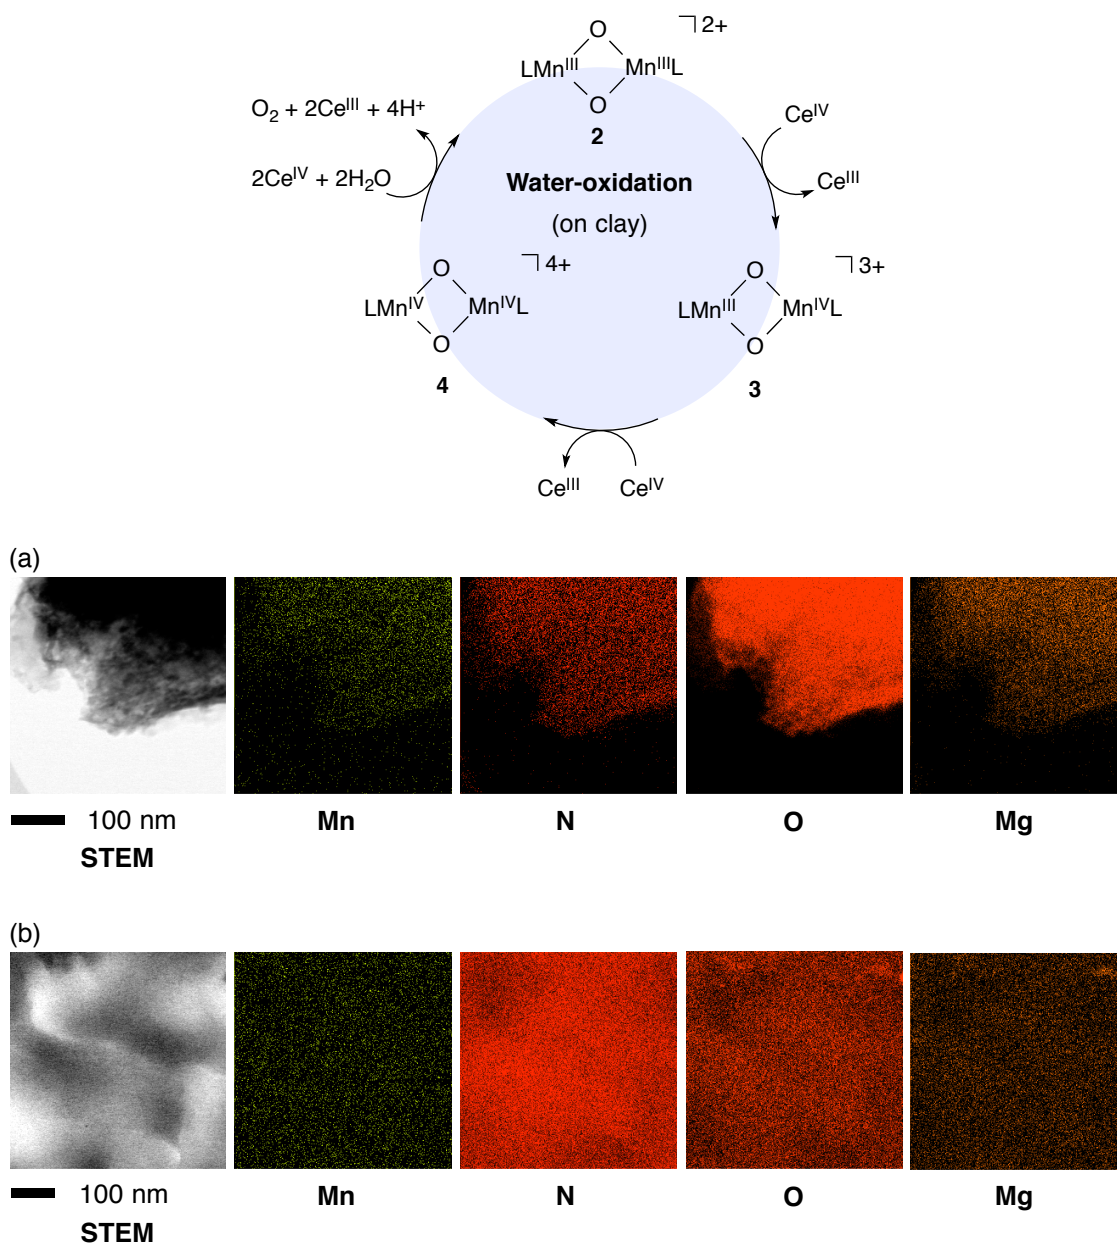 O
⏋2+
LMnᴵᴵᴵ MnᴵᴵᴵL
O
2
O₂ + 2Ceᴵᴵᴵ + 4H⁺
Ceᴵⱽ
2Ceᴵⱽ + 2H₂O
Ceᴵᴵᴵ
Water-oxidation
(on clay)
⏋4+
⏋3+
O
LMnᴵⱽ MnᴵⱽL
O
4
O
LMnᴵᴵᴵ MnᴵⱽL
O
3
Ceᴵᴵᴵ Ceᴵⱽ
(a)
100 nm
STEM
Mn
N
O
Mg
(b)
100 nm
STEM
Mn
N
O
Mg